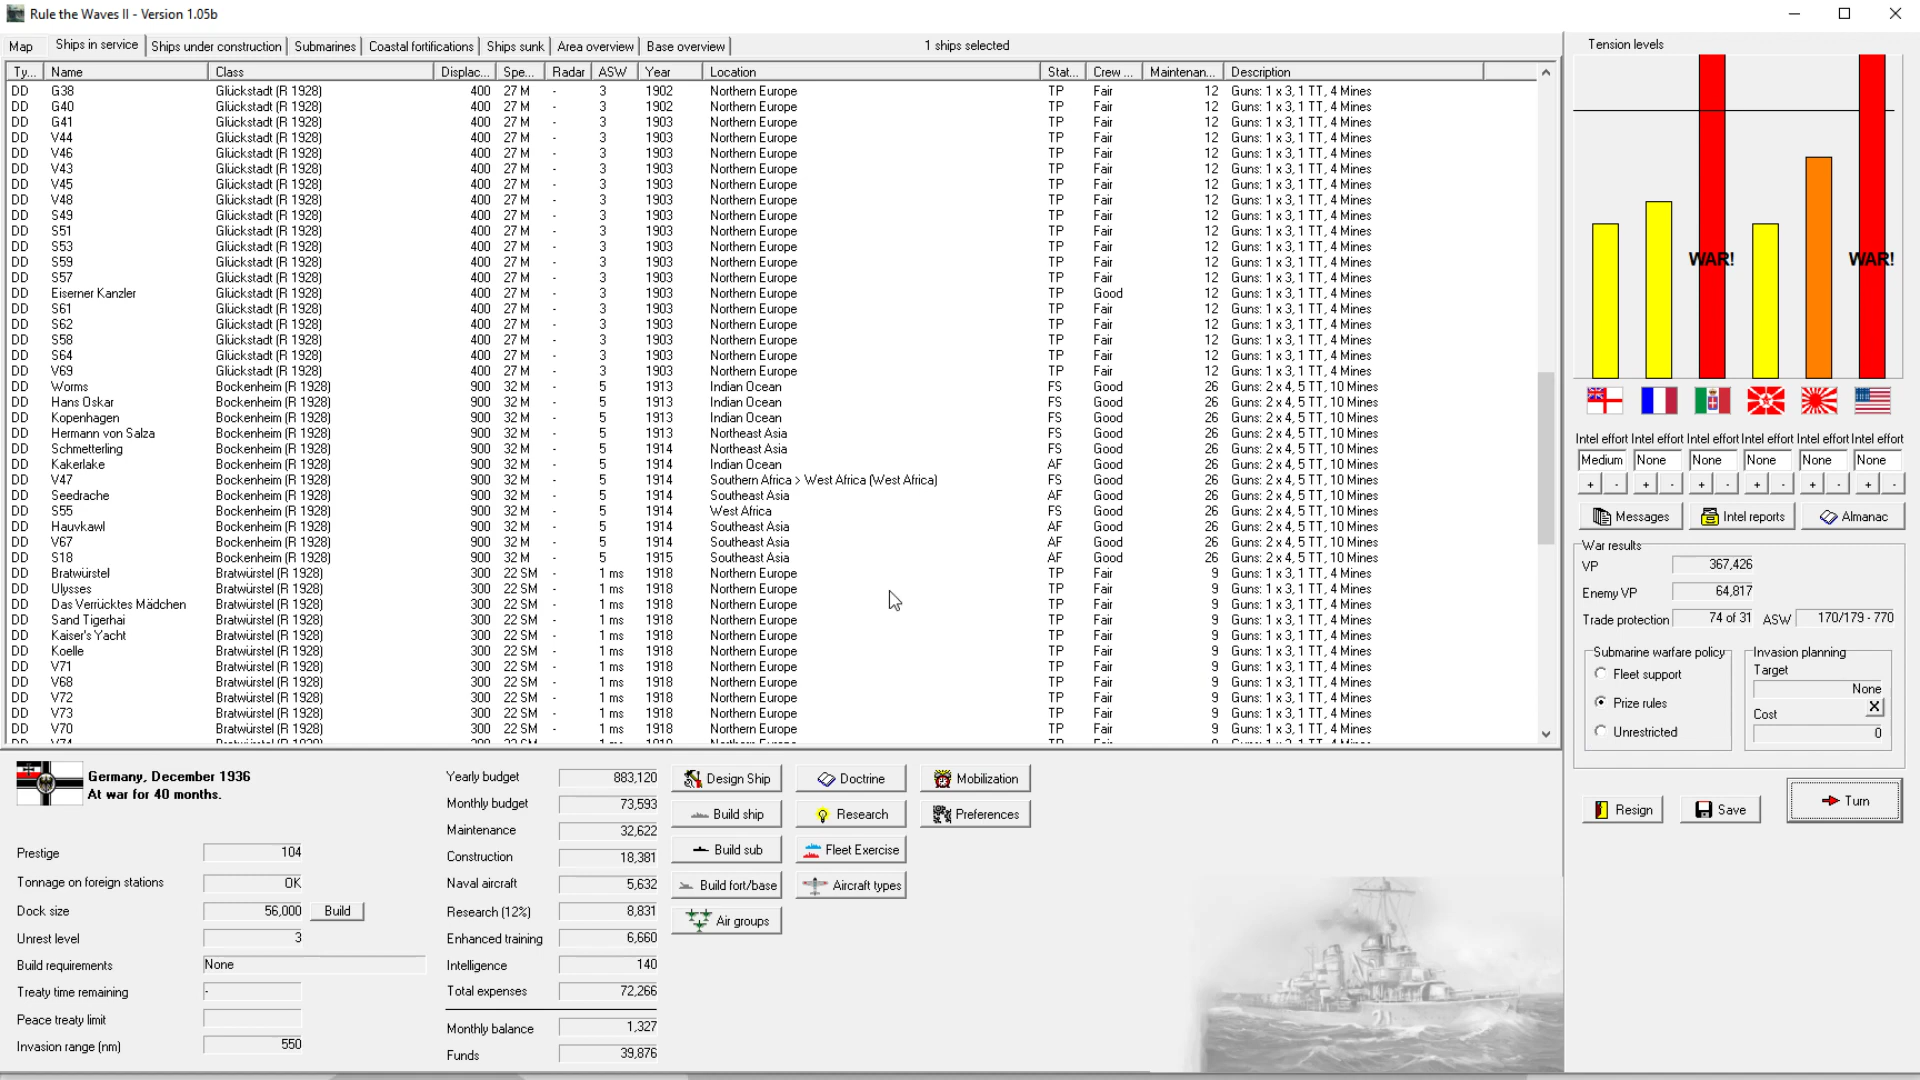 Rule the Waves II - Version 1.05b
Map Ships in service Ships under construction Submarines Coastal fortifications Ships sunk Area overview Base overview 1 ships selected
Ty... Name Class Displac... Spe... Radar ASW Year Location Stat... Crew ... Maintenan... Description
DD G38 Glückstadt (R 1928) 400 27 M - 3 1902 Northern Europe TP Fair 12 Guns: 1 x 3, 1 TT, 4 Mines
DD G40 Glückstadt (R 1928) 400 27 M - 3 1902 Northern Europe TP Fair 12 Guns: 1 x 3, 1 TT, 4 Mines
DD G41 Glückstadt (R 1928) 400 27 M - 3 1903 Northern Europe TP Fair 12 Guns: 1 x 3, 1 TT, 4 Mines
DD V44 Glückstadt (R 1928) 400 27 M - 3 1903 Northern Europe TP Fair 12 Guns: 1 x 3, 1 TT, 4 Mines
DD V46 Glückstadt (R 1928) 400 27 M - 3 1903 Northern Europe TP Fair 12 Guns: 1 x 3, 1 TT, 4 Mines
DD V43 Glückstadt (R 1928) 400 27 M - 3 1903 Northern Europe TP Fair 12 Guns: 1 x 3, 1 TT, 4 Mines
DD V45 Glückstadt (R 1928) 400 27 M - 3 1903 Northern Europe TP Fair 12 Guns: 1 x 3, 1 TT, 4 Mines
DD V48 Glückstadt (R 1928) 400 27 M - 3 1903 Northern Europe TP Fair 12 Guns: 1 x 3, 1 TT, 4 Mines
DD S49 Glückstadt (R 1928) 400 27 M - 3 1903 Northern Europe TP Fair 12 Guns: 1 x 3, 1 TT, 4 Mines
DD S51 Glückstadt (R 1928) 400 27 M - 3 1903 Northern Europe TP Fair 12 Guns: 1 x 3, 1 TT, 4 Mines
DD S53 Glückstadt (R 1928) 400 27 M - 3 1903 Northern Europe TP Fair 12 Guns: 1 x 3, 1 TT, 4 Mines
DD S59 Glückstadt (R 1928) 400 27 M - 3 1903 Northern Europe TP Fair 12 Guns: 1 x 3, 1 TT, 4 Mines
DD S57 Glückstadt (R 1928) 400 27 M - 3 1903 Northern Europe TP Fair 12 Guns: 1 x 3, 1 TT, 4 Mines
DD Eiserner Kanzler Glückstadt (R 1928) 400 27 M - 3 1903 Northern Europe TP Good 12 Guns: 1 x 3, 1 TT, 4 Mines
DD S61 Glückstadt (R 1928) 400 27 M - 3 1903 Northern Europe TP Fair 12 Guns: 1 x 3, 1 TT, 4 Mines
DD S62 Glückstadt (R 1928) 400 27 M - 3 1903 Northern Europe TP Fair 12 Guns: 1 x 3, 1 TT, 4 Mines
DD S58 Glückstadt (R 1928) 400 27 M - 3 1903 Northern Europe TP Fair 12 Guns: 1 x 3, 1 TT, 4 Mines
DD S64 Glückstadt (R 1928) 400 27 M - 3 1903 Northern Europe TP Fair 12 Guns: 1 x 3, 1 TT, 4 Mines
DD V69 Glückstadt (R 1928) 400 27 M - 3 1903 Northern Europe TP Fair 12 Guns: 1 x 3, 1 TT, 4 Mines
DD Worms Bockenheim (R 1928) 900 32 M - 5 1913 Indian Ocean FS Good 26 Guns: 2 x 4, 5 TT, 10 Mines
DD Hans Oskar Bockenheim (R 1928) 900 32 M - 5 1913 Indian Ocean FS Good 26 Guns: 2 x 4, 5 TT, 10 Mines
DD Kopenhagen Bockenheim (R 1928) 900 32 M - 5 1913 Indian Ocean FS Good 26 Guns: 2 x 4, 5 TT, 10 Mines
DD Hermann von Salza Bockenheim (R 1928) 900 32 M - 5 1913 Northeast Asia FS Good 26 Guns: 2 x 4, 5 TT, 10 Mines
DD Schmetterling Bockenheim (R 1928) 900 32 M - 5 1914 Northeast Asia FS Good 26 Guns: 2 x 4, 5 TT, 10 Mines
DD Kakerlake Bockenheim (R 1928) 900 32 M - 5 1914 Indian Ocean AF Good 26 Guns: 2 x 4, 5 TT, 10 Mines
DD V47 Bockenheim (R 1928) 900 32 M - 5 1914 Southern Africa > West Africa (West Africa) FS Good 26 Guns: 2 x 4, 5 TT, 10 Mines
DD Seedrache Bockenheim (R 1928) 900 32 M - 5 1914 Southeast Asia AF Good 26 Guns: 2 x 4, 5 TT, 10 Mines
DD S55 Bockenheim (R 1928) 900 32 M - 5 1914 West Africa FS Good 26 Guns: 2 x 4, 5 TT, 10 Mines
DD Hauvkawl Bockenheim (R 1928) 900 32 M - 5 1914 Southeast Asia AF Good 26 Guns: 2 x 4, 5 TT, 10 Mines
DD V67 Bockenheim (R 1928) 900 32 M - 5 1914 Southeast Asia AF Good 26 Guns: 2 x 4, 5 TT, 10 Mines
DD S18 Bockenheim (R 1928) 900 32 M - 5 1915 Southeast Asia AF Good 26 Guns: 2 x 4, 5 TT, 10 Mines
DD Bratwürstel Bratwürstel (R 1928) 300 22 SM - 1 ms 1918 Northern Europe TP Fair 9 Guns: 1 x 3, 1 TT, 4 Mines
DD Ulysses Bratwürstel (R 1928) 300 22 SM - 1 ms 1918 Northern Europe TP Fair 9 Guns: 1 x 3, 1 TT, 4 Mines
DD Das Verrücktes Mädchen Bratwürstel (R 1928) 300 22 SM - 1 ms 1918 Northern Europe TP Fair 9 Guns: 1 x 3, 1 TT, 4 Mines
DD Sand Tigerhai Bratwürstel (R 1928) 300 22 SM - 1 ms 1918 Northern Europe TP Fair 9 Guns: 1 x 3, 1 TT, 4 Mines
DD Kaiser's Yacht Bratwürstel (R 1928) 300 22 SM - 1 ms 1918 Northern Europe TP Fair 9 Guns: 1 x 3, 1 TT, 4 Mines
DD Koelle Bratwürstel (R 1928) 300 22 SM - 1 ms 1918 Northern Europe TP Fair 9 Guns: 1 x 3, 1 TT, 4 Mines
DD V71 Bratwürstel (R 1928) 300 22 SM - 1 ms 1918 Northern Europe TP Fair 9 Guns: 1 x 3, 1 TT, 4 Mines
DD V68 Bratwürstel (R 1928) 300 22 SM - 1 ms 1918 Northern Europe TP Fair 9 Guns: 1 x 3, 1 TT, 4 Mines
DD V72 Bratwürstel (R 1928) 300 22 SM - 1 ms 1918 Northern Europe TP Fair 9 Guns: 1 x 3, 1 TT, 4 Mines
DD V73 Bratwürstel (R 1928) 300 22 SM - 1 ms 1918 Northern Europe TP Fair 9 Guns: 1 x 3, 1 TT, 4 Mines
DD V70 Bratwürstel (R 1928) 300 22 SM - 1 ms 1918 Northern Europe TP Fair 9 Guns: 1 x 3, 1 TT, 4 Mines
Tension levels
WAR! WAR!
Intel effort Intel effort Intel effort Intel effort Intel effort Intel effort
Medium None None None None None
+ - + - + - + - + - + -
Messages Intel reports Almanac
War results
VP 367,426
Enemy VP 64,817
Trade protection 74 of 31 ASW 170/179 - 770
Submarine warfare policy
Fleet support
Prize rules
Unrestricted
Invasion planning
Target
None
Cost X
0
Resign Save Turn
Germany, December 1936
At war for 40 months.
Prestige 104
Tonnage on foreign stations OK
Dock size 56,000 Build
Unrest level 3
Build requirements None
Treaty time remaining -
Peace treaty limit
Invasion range (nm) 550
Yearly budget 883,120
Monthly budget 73,593
Maintenance 32,622
Construction 18,381
Naval aircraft 5,632
Research (12%) 8,831
Enhanced training 6,660
Intelligence 140
Total expenses 72,266
Monthly balance 1,327
Funds 39,876
Design Ship Doctrine Mobilization
Build ship Research Preferences
Build sub Fleet Exercise
Build fort/base Aircraft types
Air groups